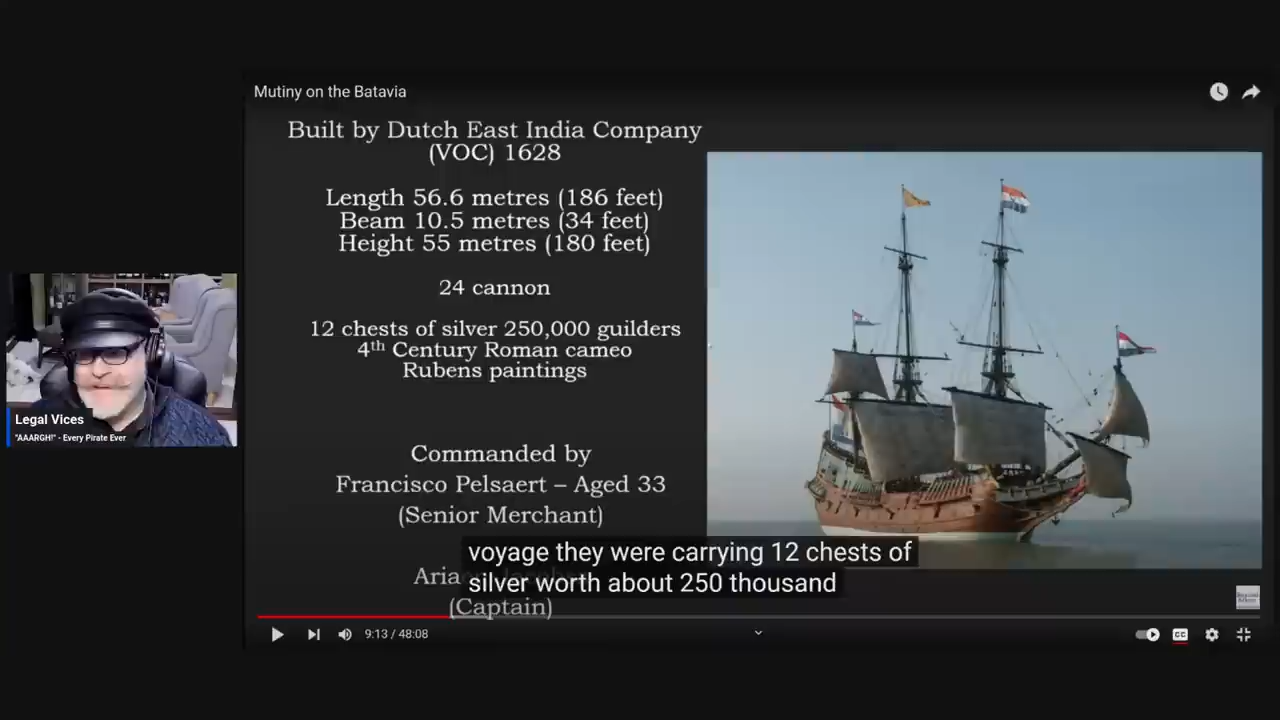 Mutiny on the Batavia
Built by Dutch East India Company
(VOC) 1628
Length 56.6 metres (186 feet)
Beam 10.5 metres (34 feet)
Height 55 metres (180 feet)
24 cannon
12 chests of silver 250,000 guilders
4th Century Roman cameo
Rubens paintings
Commanded by
Francisco Pelsaert – Aged 33
(Senior Merchant)
(Captain)
voyage they were carrying 12 chests of
silver worth about 250 thousand
Legal Vices
"AAARGH!" - Every Pirate Ever
9:13 / 48:08
CC